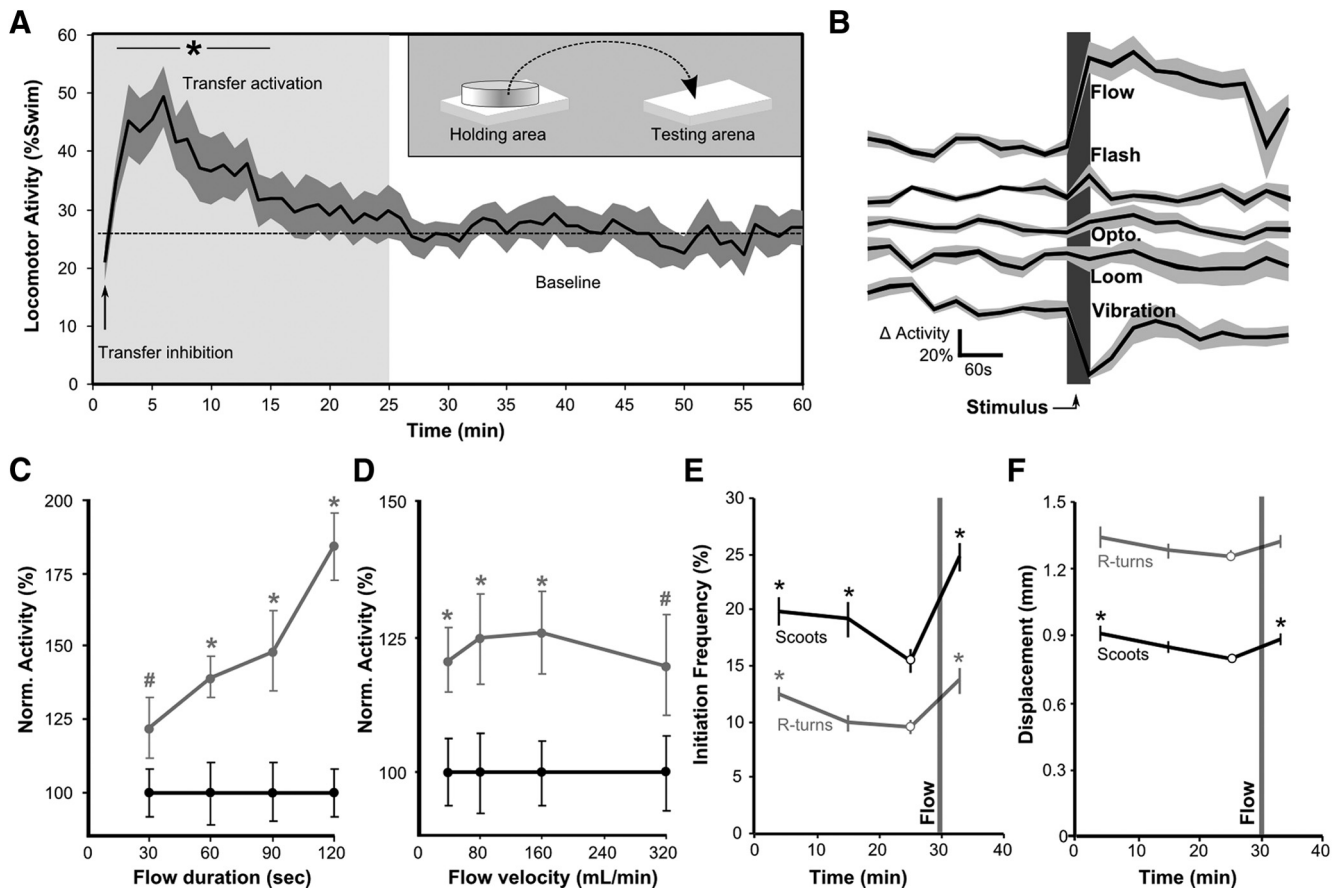 A
60
50
40
30
20
10
0
Locomotor Ativity (%Swim)
*
Transfer activation
Transfer inhibition
Baseline
Holding area
Testing arena
0 5 10 15 20 25 30 35 40 45 50 55 60
Time (min)
B
Flow
Flash
Opto.
Loom
Vibration
Δ Activity
20%
60s
Stimulus
C
200
175
150
125
100
Norm. Activity (%)
# * * *
0 30 60 90 120
Flow duration (sec)
D
150
125
100
Norm. Activity (%)
* * * #
0 80 160 240 320
Flow velocity (mL/min)
E
30
25
20
15
10
5
0
Initiation Frequency (%)
* * *
Scoots
* *
R-turns
Flow
0 10 20 30 40
Time (min)
F
1.5
1.2
0.9
0.6
0.3
0
Displacement (mm)
R-turns
* *
Scoots
Flow
0 10 20 30 40
Time (min)